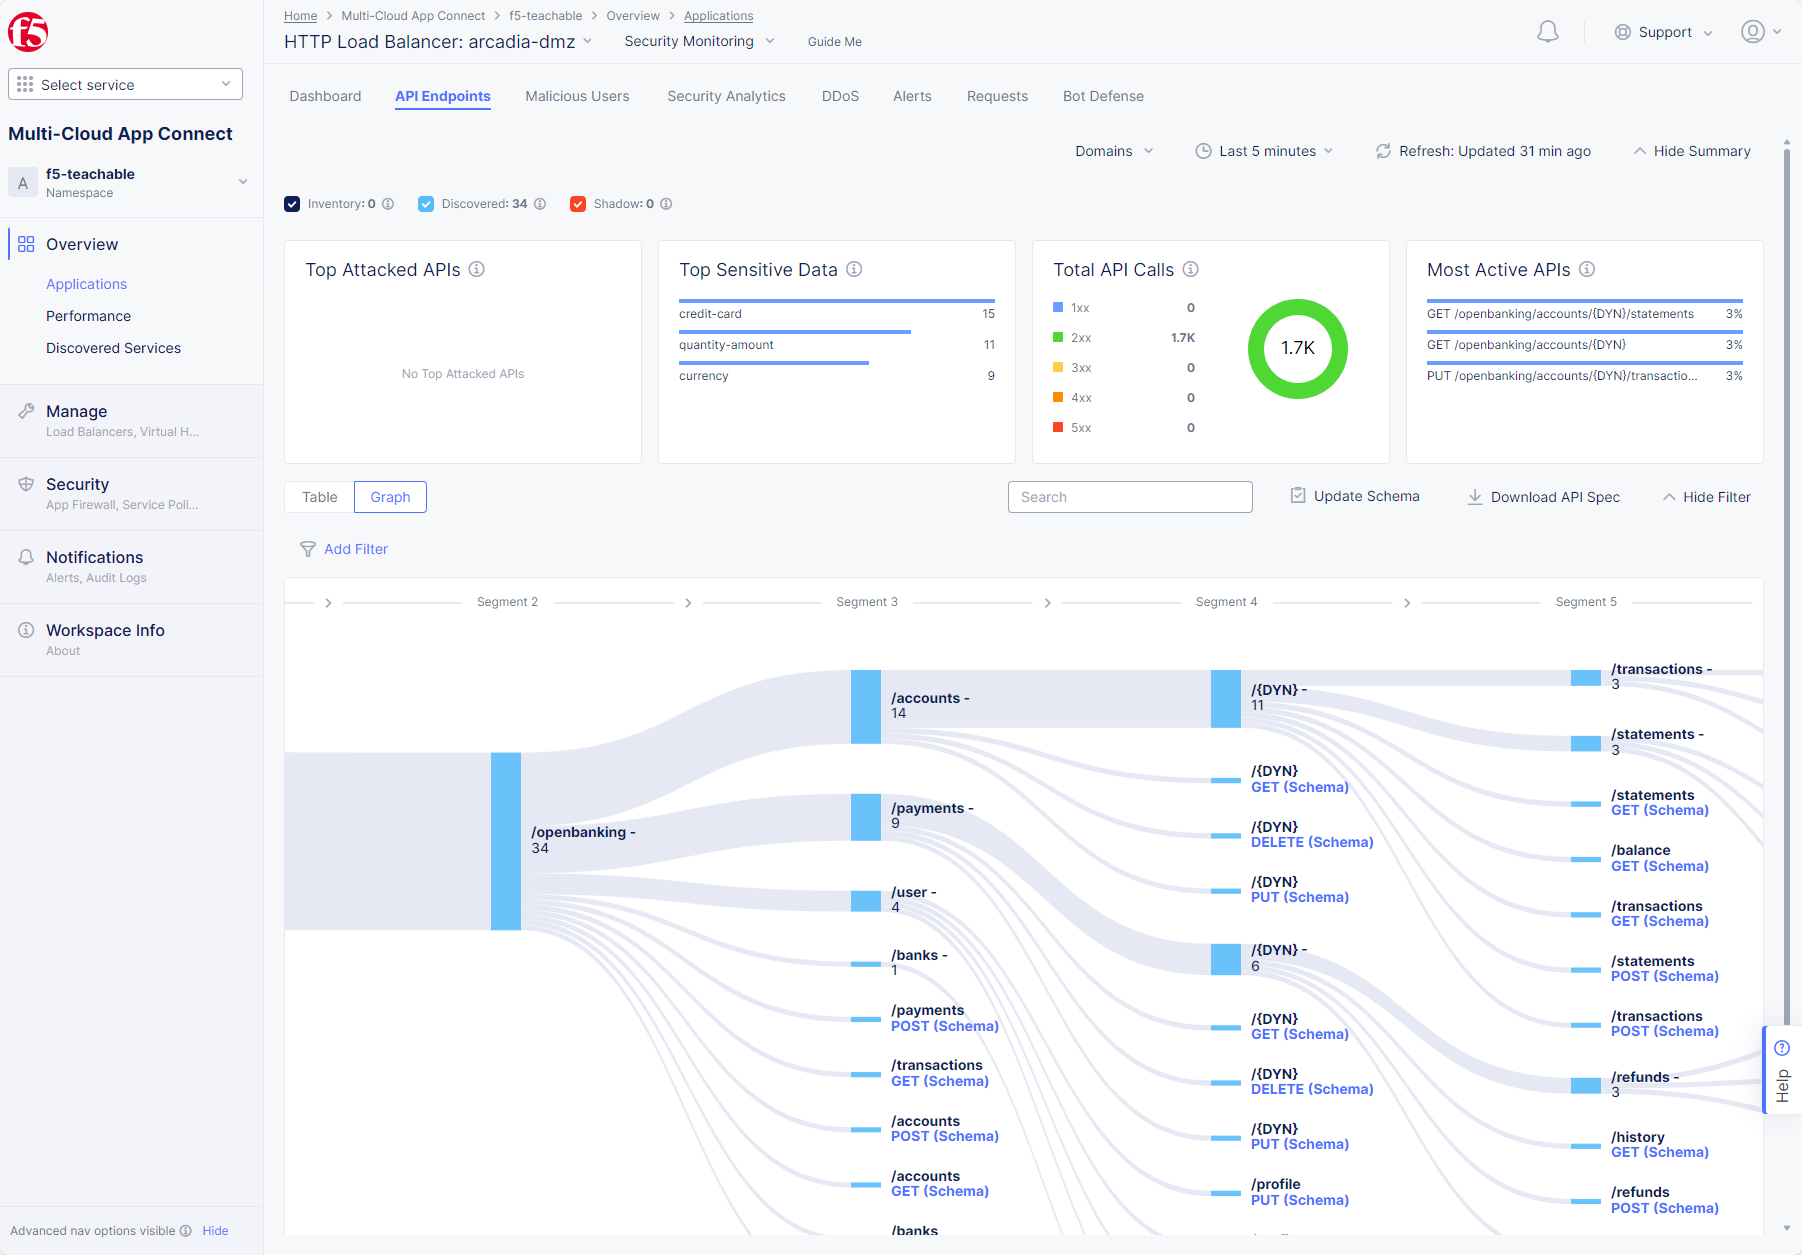 f5
Select service
Multi-Cloud App Connect
A
f5-teachable
Namespace
Overview
Applications
Performance
Discovered Services
Manage
Load Balancers, Virtual H...
Security
App Firewall, Service Poli...
Notifications
Alerts, Audit Logs
Workspace Info
About
Advanced nav options visible Hide
Home > Multi-Cloud App Connect > f5-teachable > Overview > Applications
HTTP Load Balancer: arcadia-dmz Security Monitoring Guide Me
Support
Dashboard API Endpoints Malicious Users Security Analytics DDoS Alerts Requests Bot Defense
Domains Last 5 minutes Refresh: Updated 31 min ago Hide Summary
Inventory: 0 Discovered: 34 Shadow: 0
Top Attacked APIs
No Top Attacked APIs
Top Sensitive Data
credit-card 15
quantity-amount 11
currency 9
Total API Calls
1xx 0
2xx 1.7K
3xx 0
4xx 0
5xx 0
1.7K
Most Active APIs
GET /openbanking/accounts/{DYN}/statements 3%
GET /openbanking/accounts/{DYN} 3%
PUT /openbanking/accounts/{DYN}/transactio... 3%
Table Graph
Search
Update Schema Download API Spec Hide Filter
Add Filter
Segment 2 Segment 3 Segment 4 Segment 5
/openbanking -
34
/accounts -
14
/payments -
9
/user -
4
/banks -
1
/payments
POST (Schema)
/transactions
GET (Schema)
/accounts
POST (Schema)
/accounts
GET (Schema)
/banks
/{DYN} -
11
/{DYN}
GET (Schema)
/{DYN}
DELETE (Schema)
/{DYN}
PUT (Schema)
/{DYN} -
6
/{DYN}
GET (Schema)
/{DYN}
DELETE (Schema)
/{DYN}
PUT (Schema)
/profile
PUT (Schema)
/transactions -
3
/statements -
3
/statements
GET (Schema)
/balance
GET (Schema)
/transactions
GET (Schema)
/statements
POST (Schema)
/transactions
POST (Schema)
/refunds -
3
/history
GET (Schema)
/refunds
POST (Schema)
Help